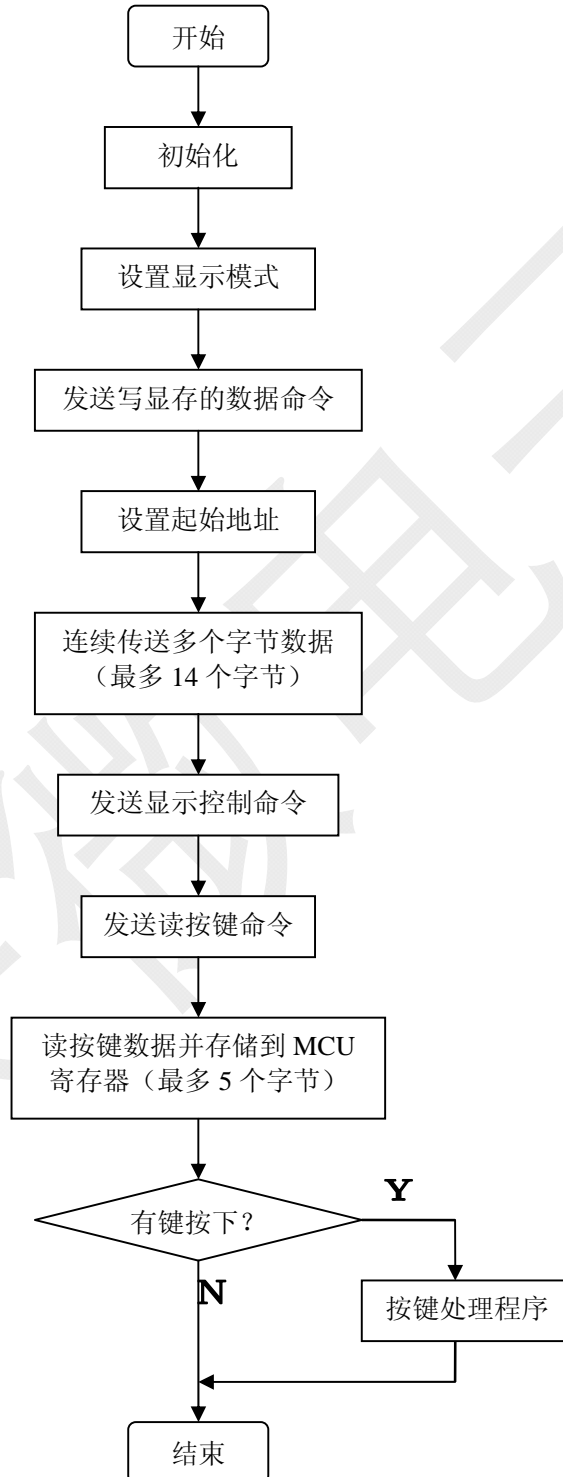 开始
初始化
设置显示模式
发送写显存的数据命令
设置起始地址
连续传送多个字节数据
（最多 14 个字节）
发送显示控制命令
发送读按键命令
读按键数据并存储到 MCU
寄存器（最多 5 个字节）
有键按下？
Y
N
按键处理程序
结束